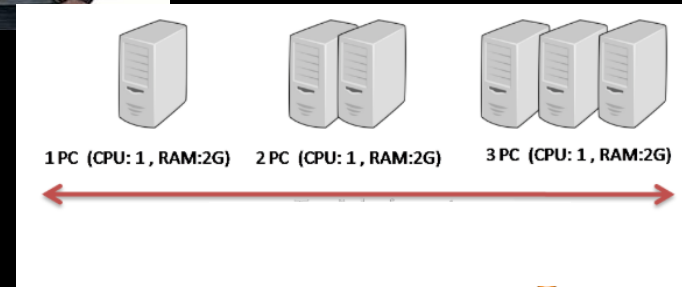 1 PC (CPU: 1 , RAM:2G)
2 PC (CPU: 1 , RAM:2G)
3 PC (CPU: 1 , RAM:2G)